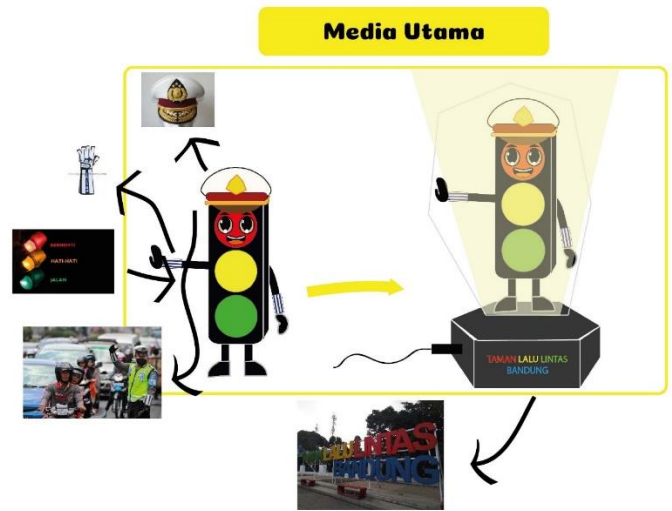 Media Utama
BERHENTI
HATI-HATI
JALAN
TAMAN LALU LINTAS
BANDUNG
LALU LINTAS
BANDUNG